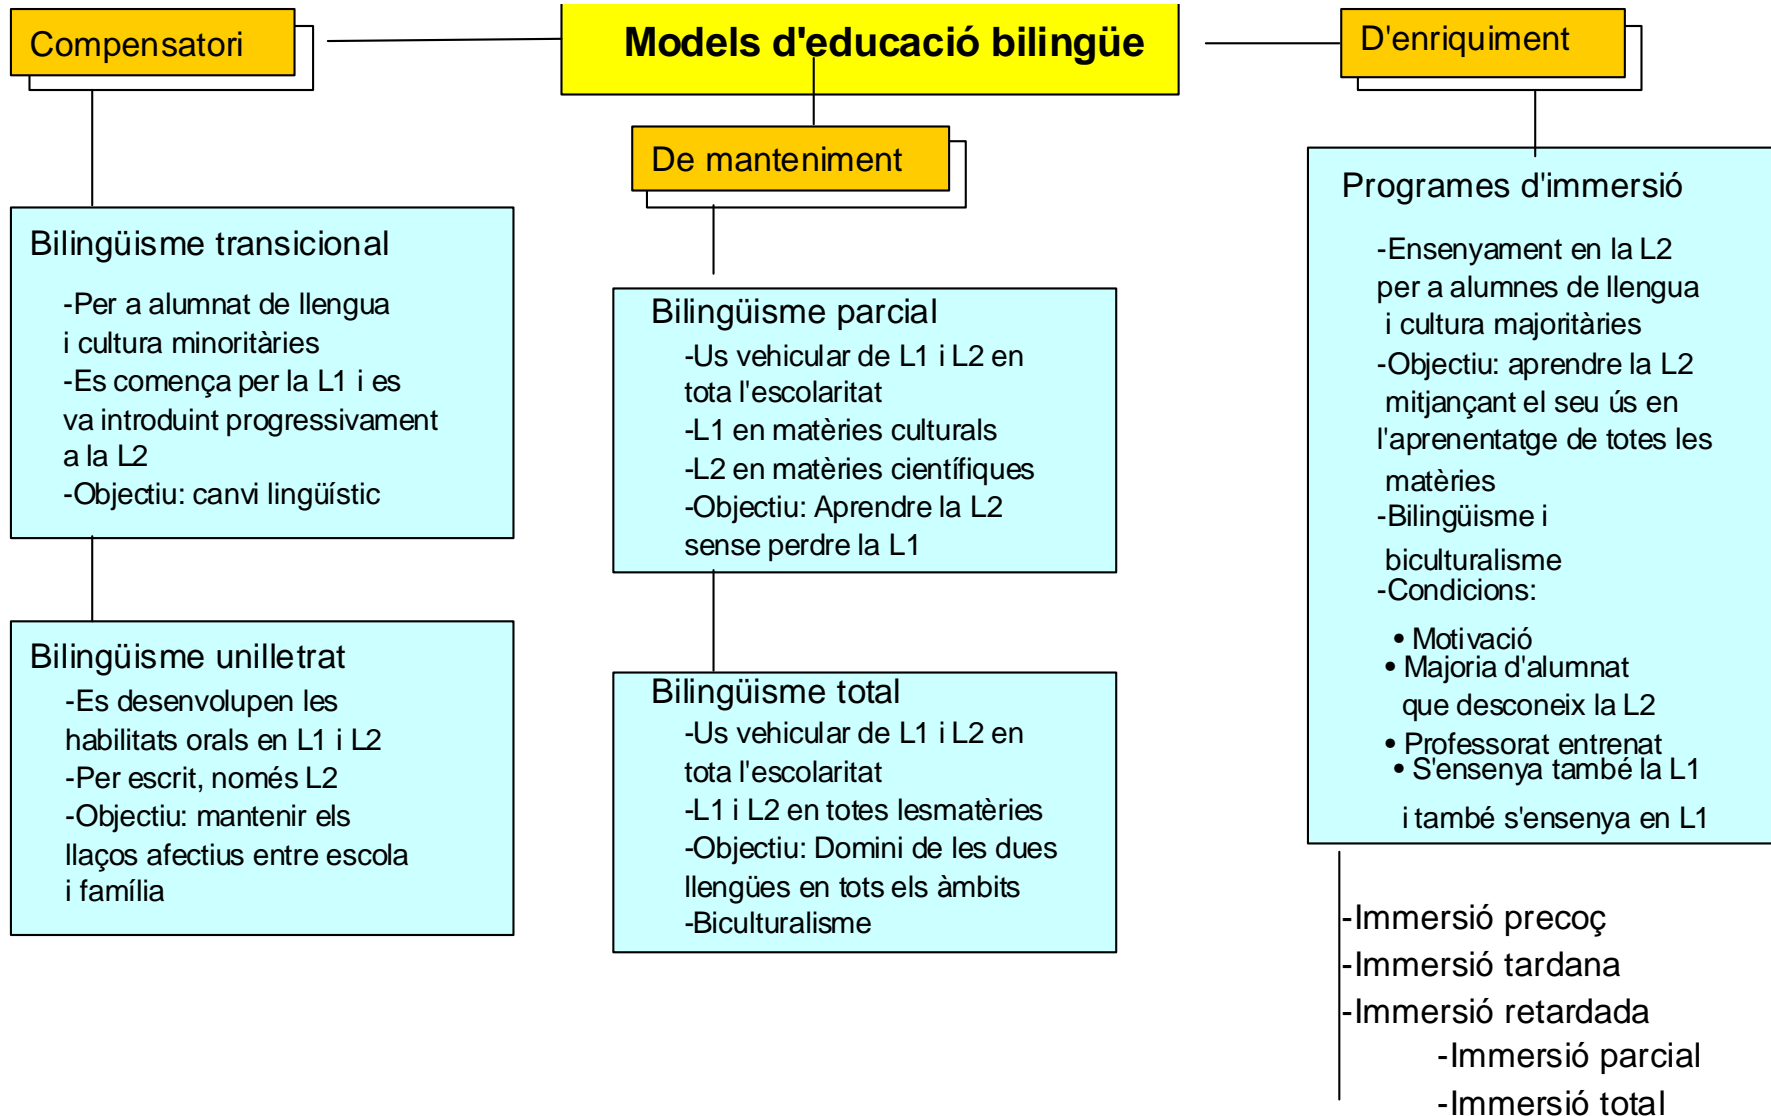 Models d'educació bilingüe
Compensatori
Bilingüisme transicional
-Per a alumnat de llengua
i cultura minoritàries
-Es comença per la L1 i es
va introduint progressivament
a la L2
-Objectiu: canvi lingüístic
Bilingüisme unilletrat
-Es desenvolupen les
habilitats orals en L1 i L2
-Per escrit, només L2
-Objectiu: mantenir els
llaços afectius entre escola
i família
De manteniment
Bilingüisme parcial
-Us vehicular de L1 i L2 en
tota l'escolaritat
-L1 en matèries culturals
-L2 en matèries científiques
-Objectiu: Aprendre la L2
sense perdre la L1
Bilingüisme total
-Us vehicular de L1 i L2 en
tota l'escolaritat
-L1 i L2 en totes lesmatèries
-Objectiu: Domini de les dues
llengües en tots els àmbits
-Biculturalisme
D'enriquiment
Programes d'immersió
-Ensenyament en la L2
per a alumnes de llengua
i cultura majoritàries
-Objectiu: aprendre la L2
mitjançant el seu ús en
l'aprenentatge de totes les
matèries
-Bilingüisme i
biculturalisme
-Condicions:
• Motivació
• Majoria d'alumnat
que desconeix la L2
• Professorat entrenat
• S'ensenya també la L1
i també s'ensenya en L1
-Immersió precoç
-Immersió tardana
-Immersió retardada
-Immersió parcial
-Immersió total